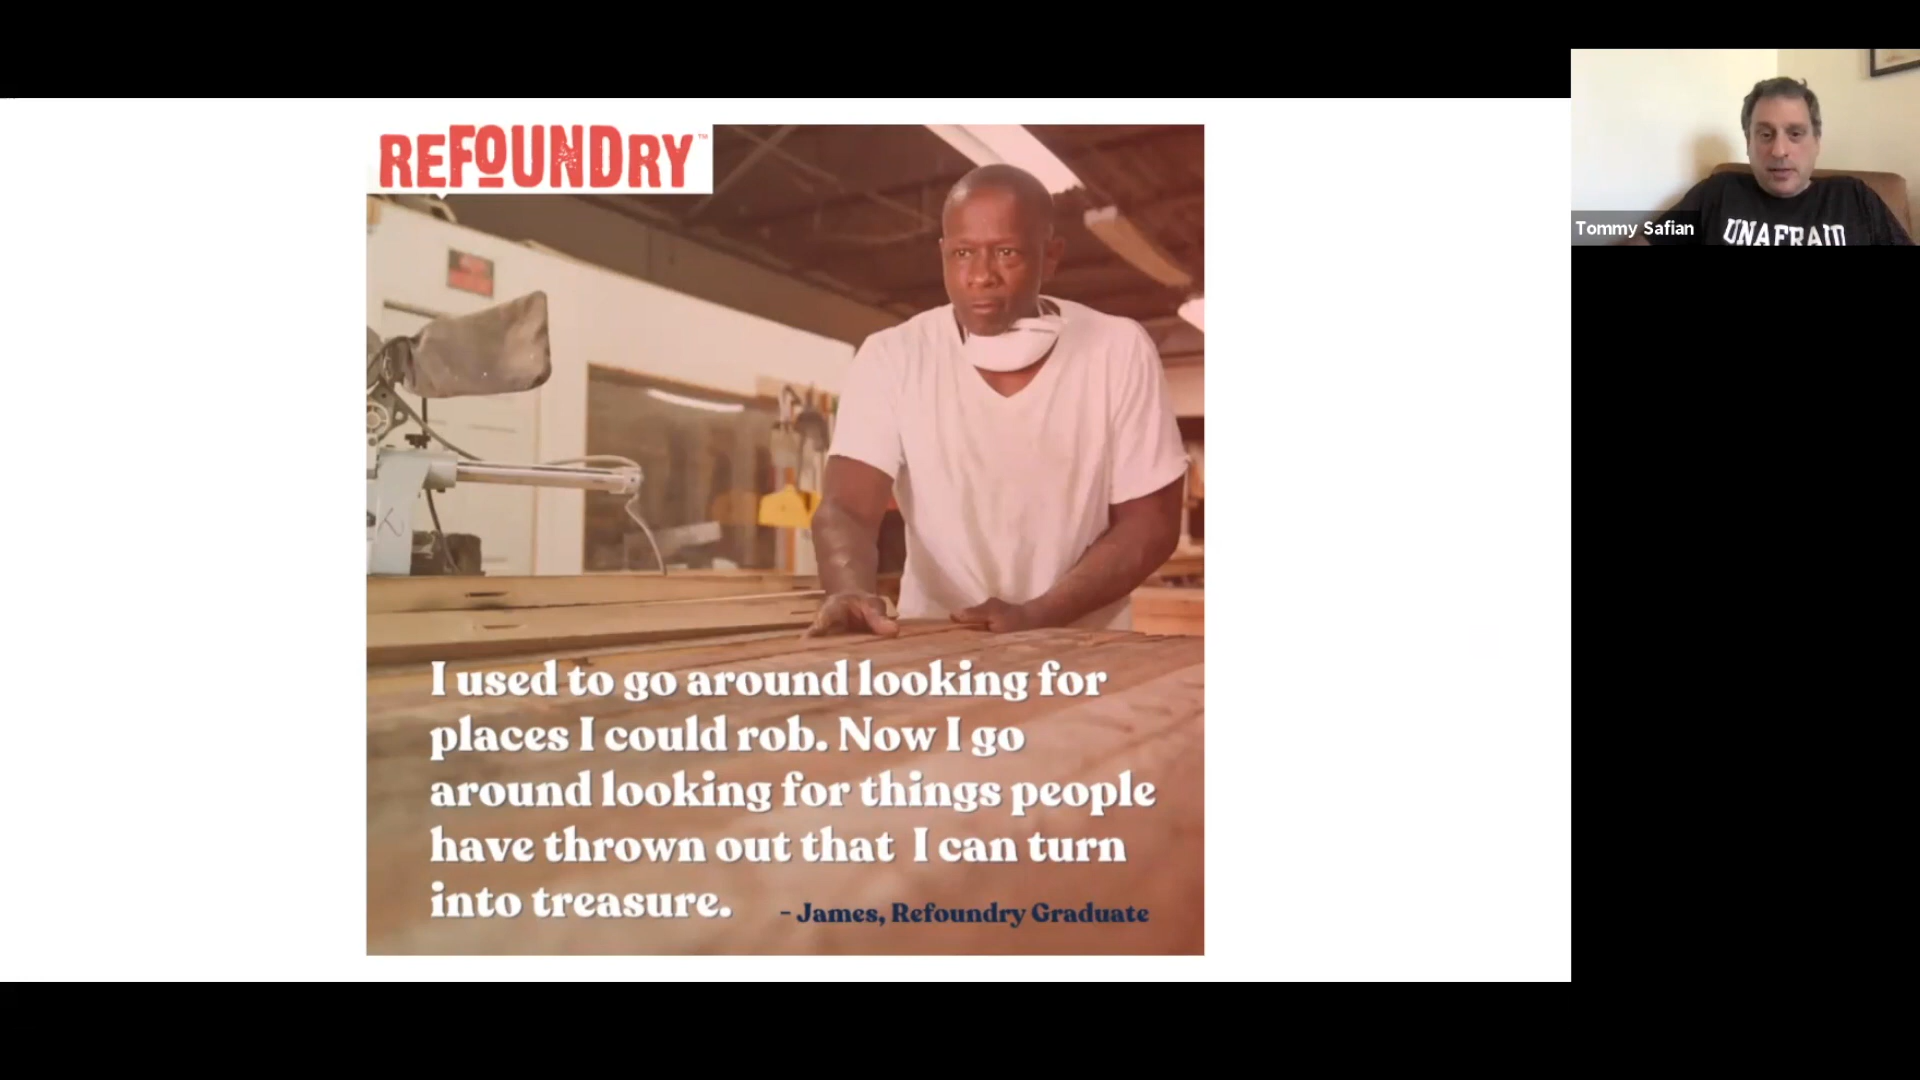 REFOUNDRY™
Tommy Safian
UNAFRAID
I used to go around looking for
places I could rob. Now I go
around looking for things people
have thrown out that I can turn
into treasure.
- James, Refoundry Graduate